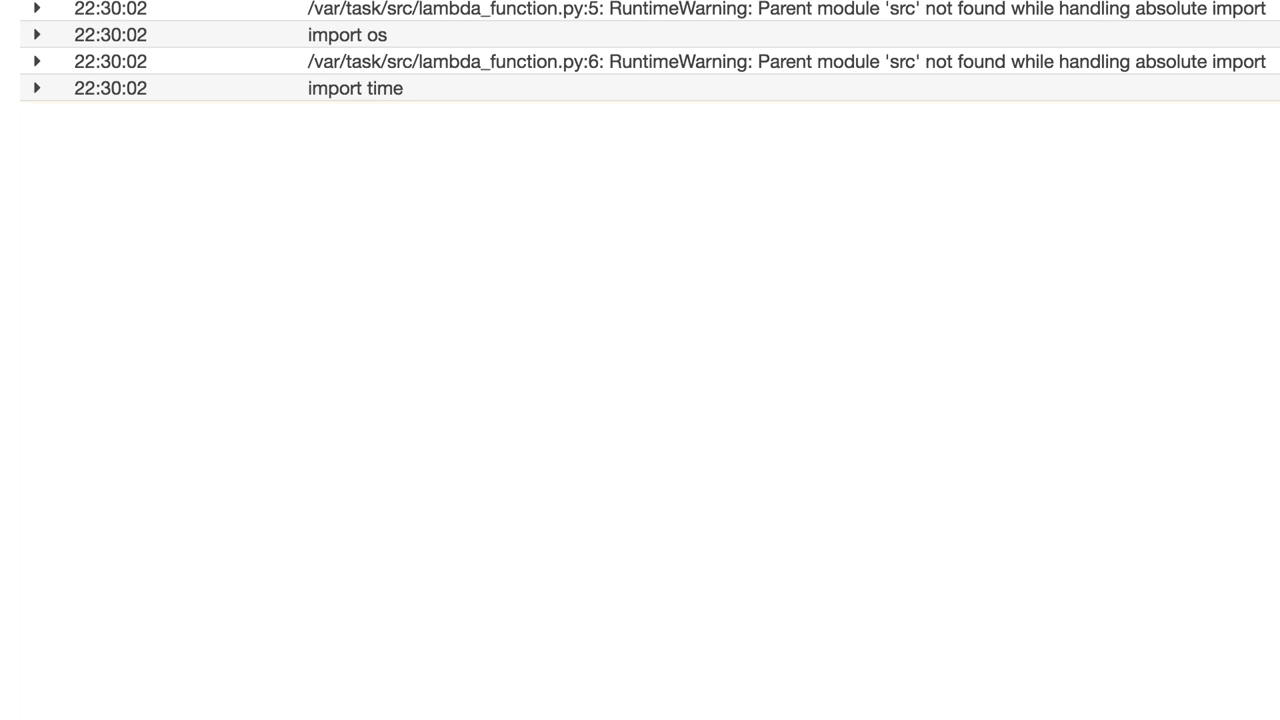 22:30:02 /var/task/src/lambda_function.py:5: RuntimeWarning: Parent module 'src' not found while handling absolute import
22:30:02 import os
22:30:02 /var/task/src/lambda_function.py:6: RuntimeWarning: Parent module 'src' not found while handling absolute import
22:30:02 import time